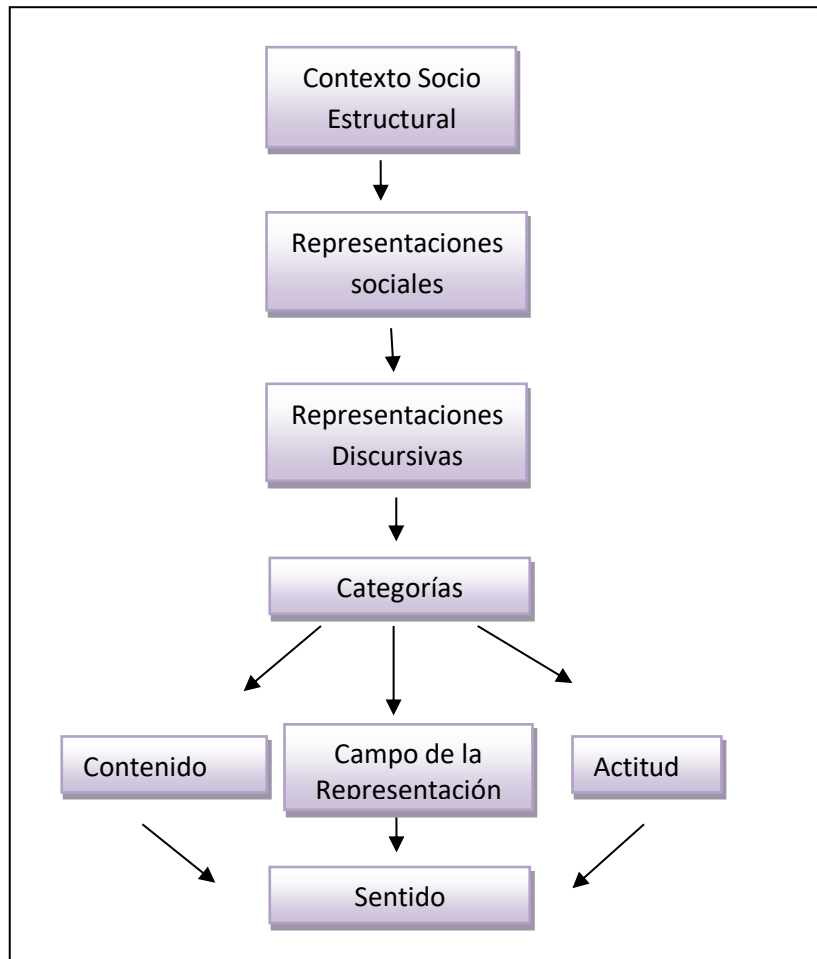 Contexto Socio
Estructural
Representaciones
sociales
Representaciones
Discursivas
Categorías
Contenido
Campo de la
Representación
Actitud
Sentido